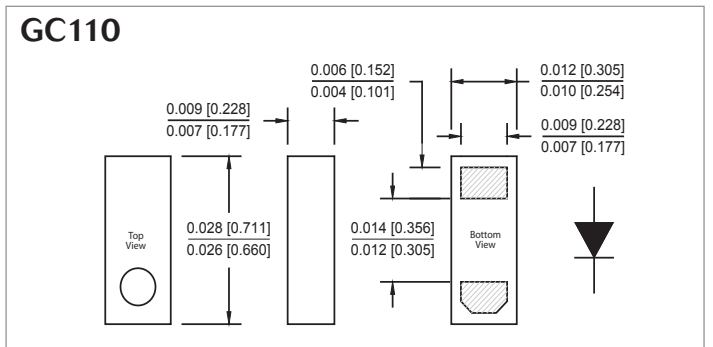 GC110
0.006 [0.152]
0.004 [0.101]
0.012 [0.305]
0.010 [0.254]
0.009 [0.228]
0.007 [0.177]
0.009 [0.228]
0.007 [0.177]
Top
View
0.028 [0.711]
0.026 [0.660]
0.014 [0.356]
0.012 [0.305]
Bottom
View